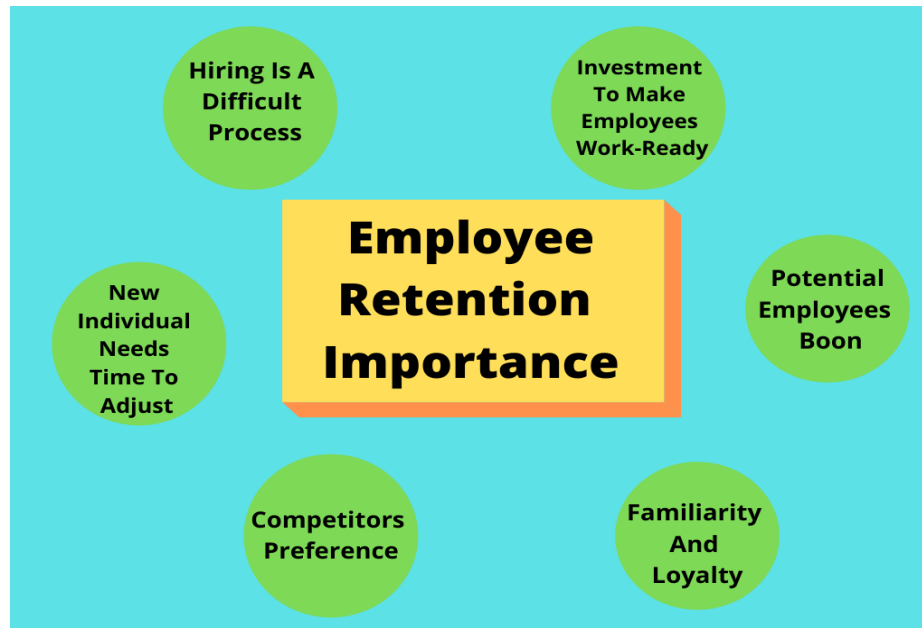 Hiring Is A
Difficult
Process
Investment
To Make
Employees
Work-Ready
Employee
Retention
Importance
New
Individual
Needs
Time To
Adjust
Potential
Employees
Boon
Competitors
Preference
Familiarity
And
Loyalty